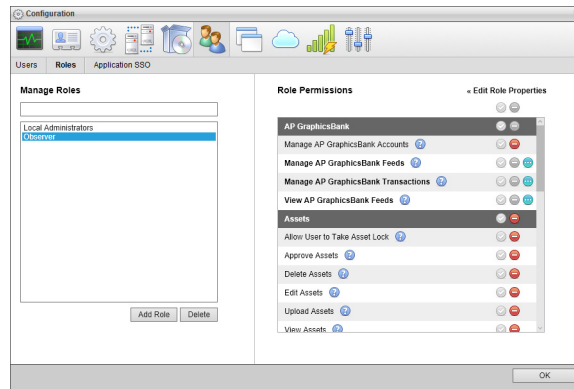 Configuration
Users Roles Application SSO
Manage Roles
Local Administrators
Observer
Add Role Delete
Role Permissions
« Edit Role Properties
AP GraphicsBank
Manage AP GraphicsBank Accounts
Manage AP GraphicsBank Feeds
Manage AP GraphicsBank Transactions
View AP GraphicsBank Feeds
Assets
Allow User to Take Asset Lock
Approve Assets
Delete Assets
Edit Assets
Upload Assets
View Assets
OK